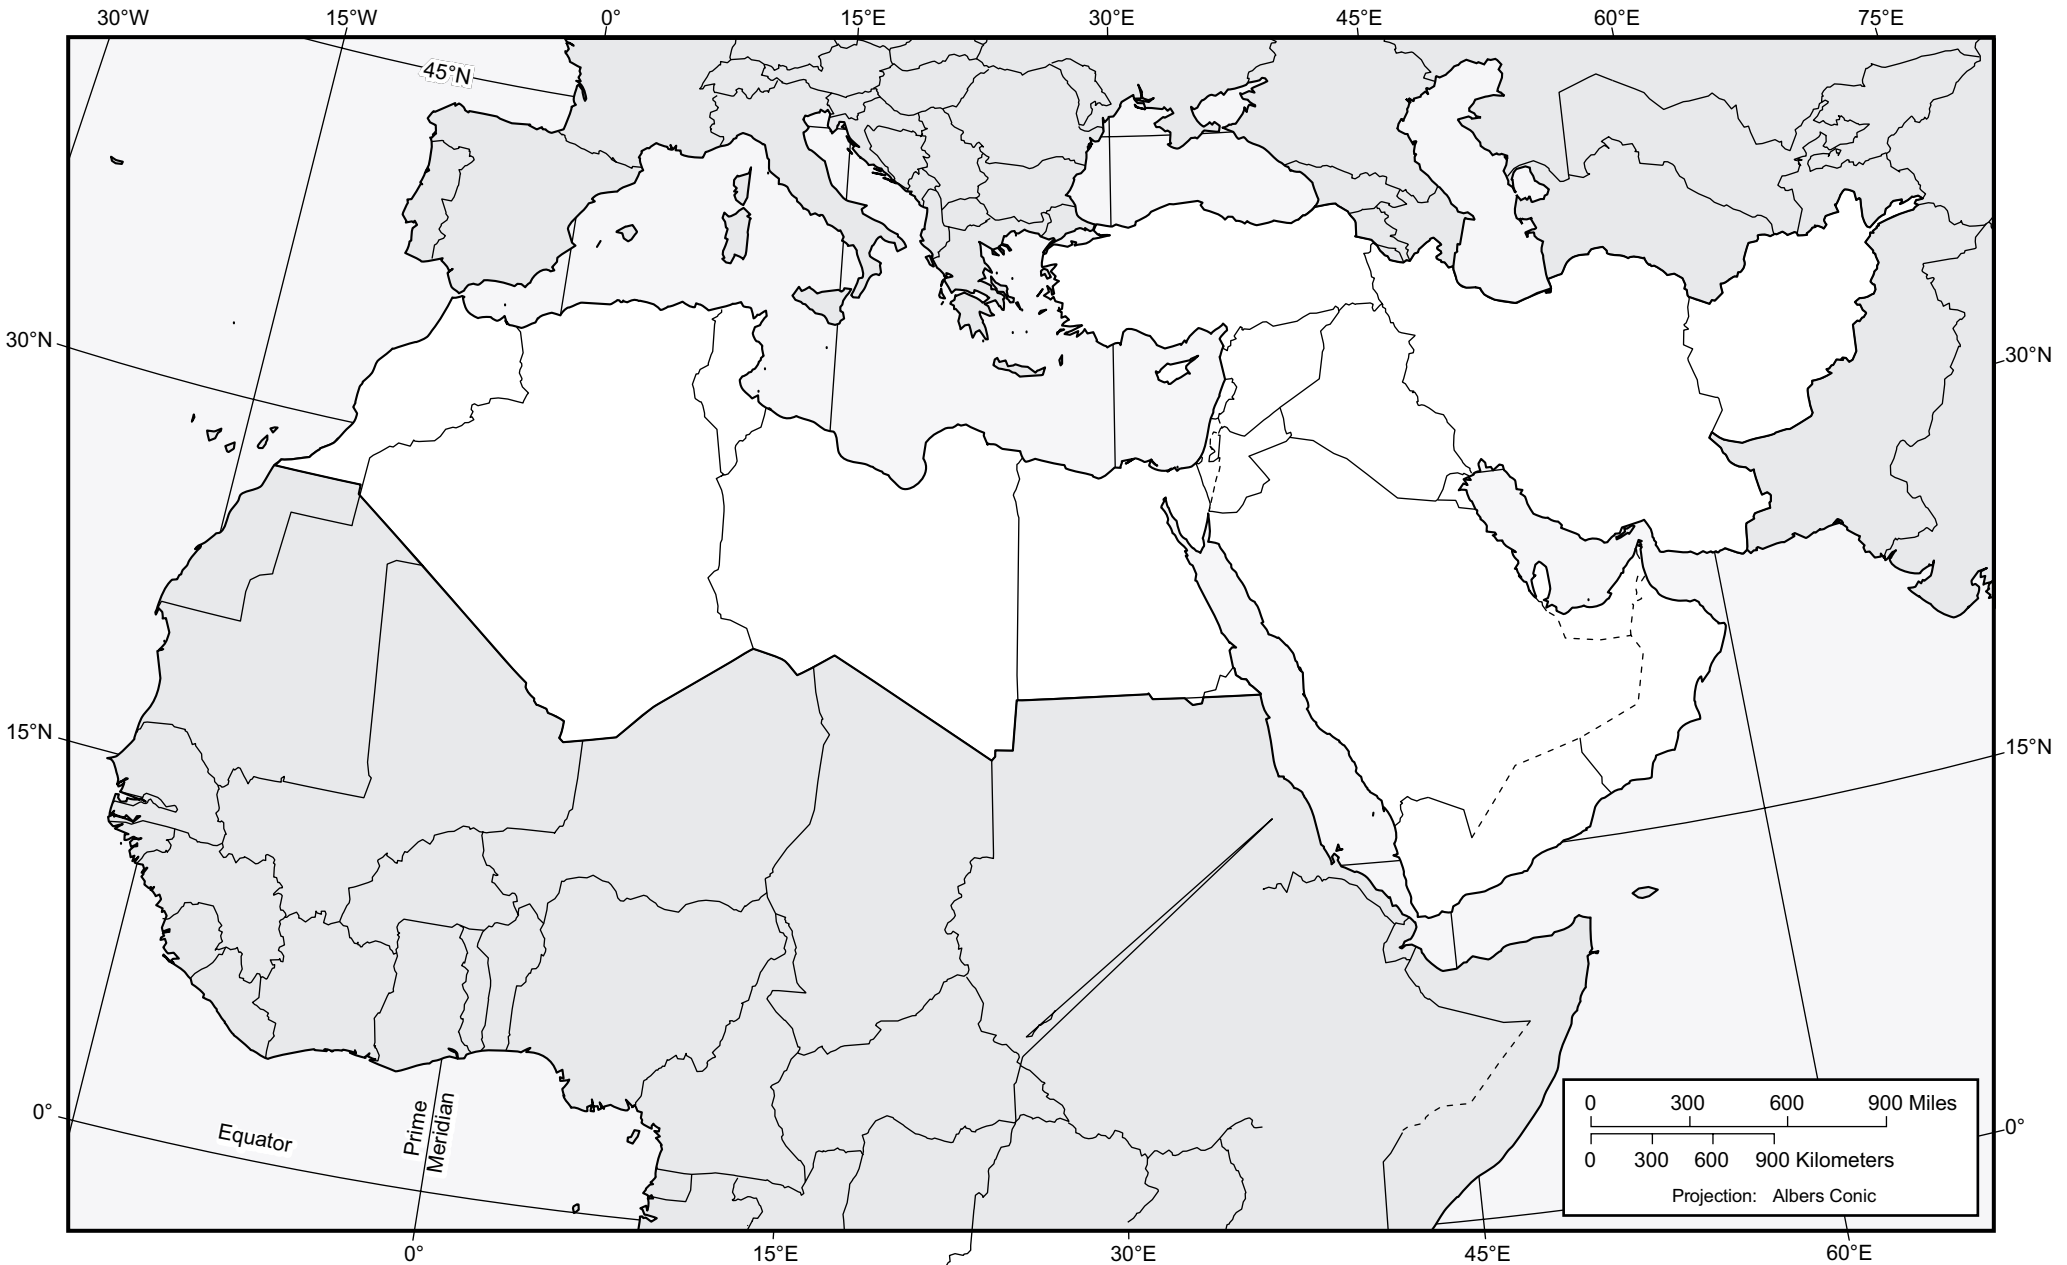 30°W 15°W 0° 15°E 30°E 45°E 60°E 75°E
45°N
30°N 30°N
15°N 15°N
0° 0°
Equator
Prime
Meridian
0 300 600 900 Miles
0 300 600 900 Kilometers
Projection: Albers Conic
0° 15°E 30°E 45°E 60°E